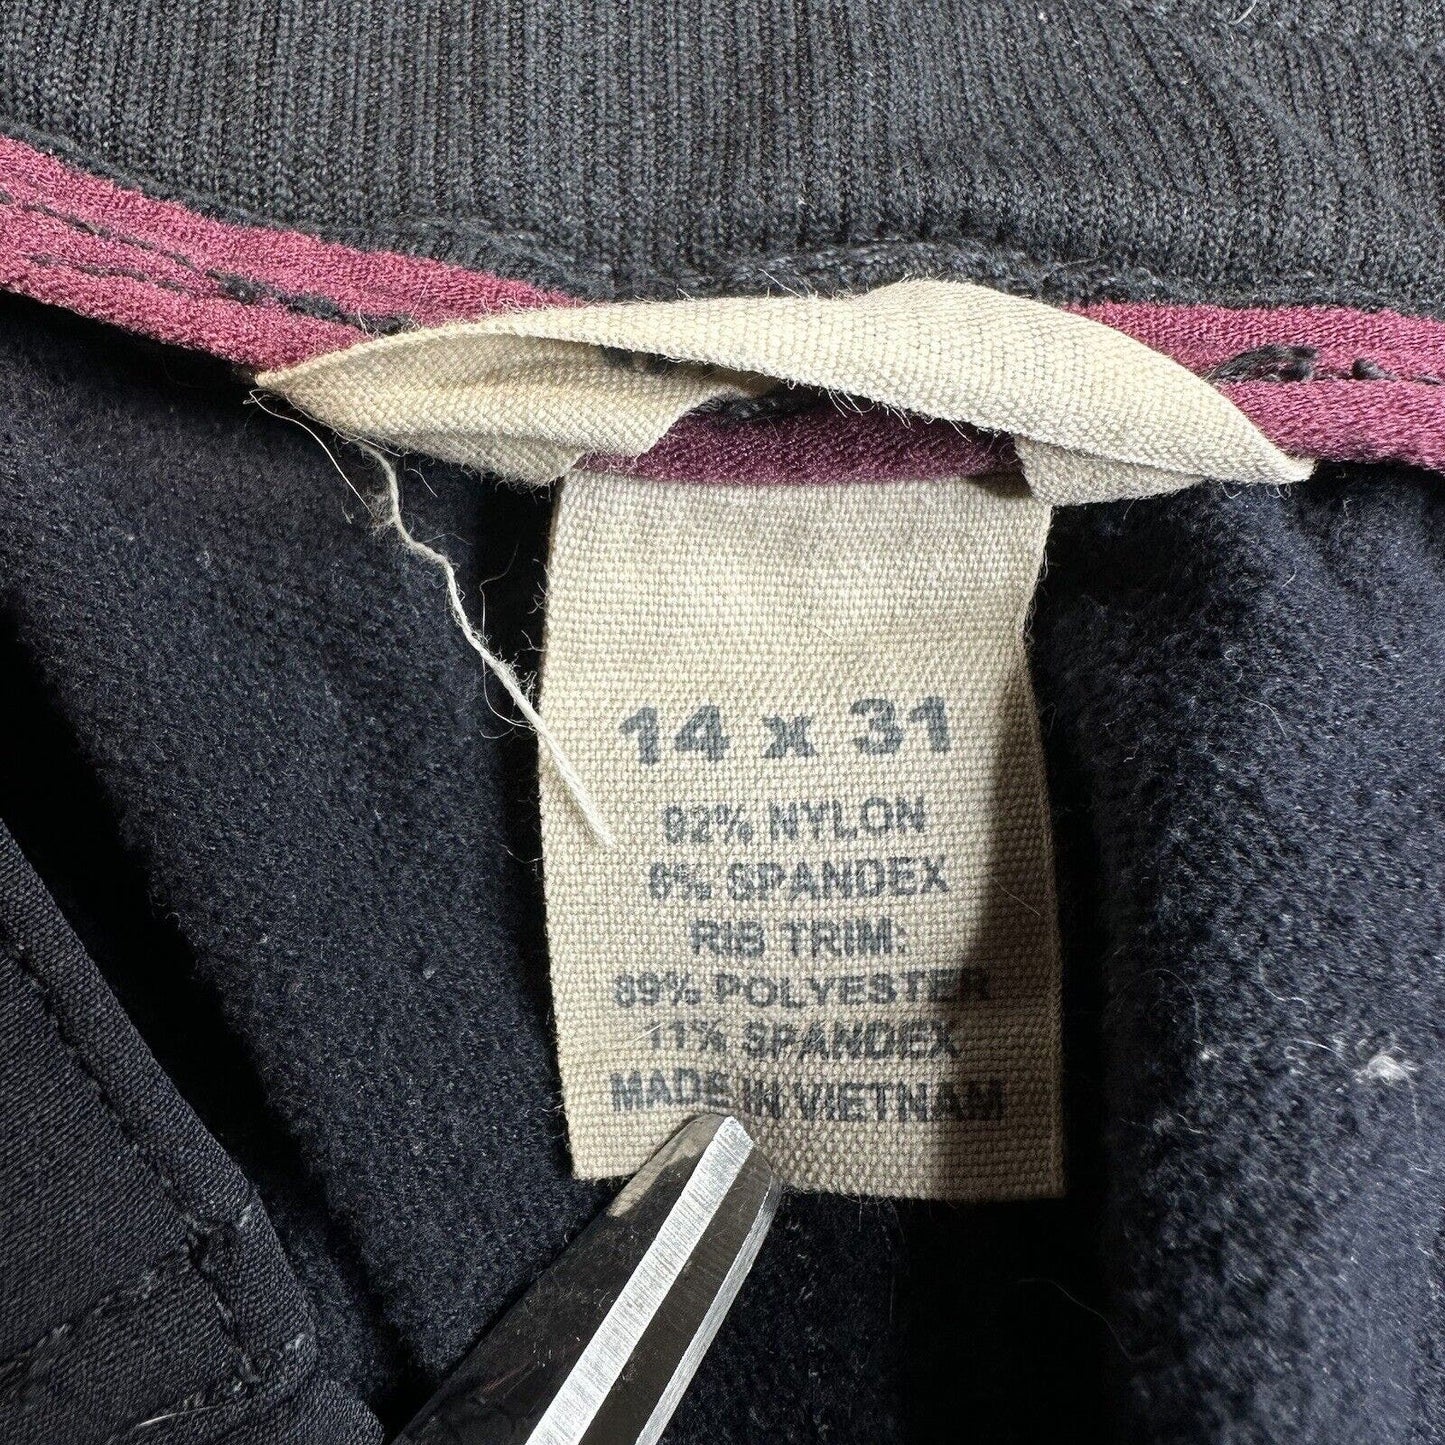 14 x 31
92% NYLON
8% SPANDEX
RIB TRIM:
89% POLYESTER
11% SPANDEX
MADE IN VIETNAM